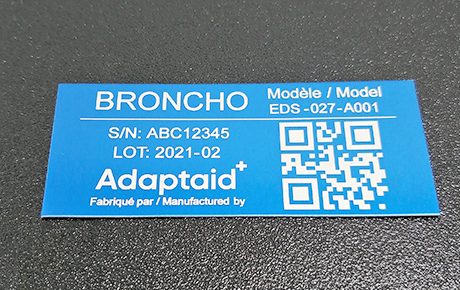 BRONCHO
Modèle / Model
EDS-027-A001
S/N: ABC12345
LOT: 2021-02
Adaptaid+
Fabriqué par / Manufactured by